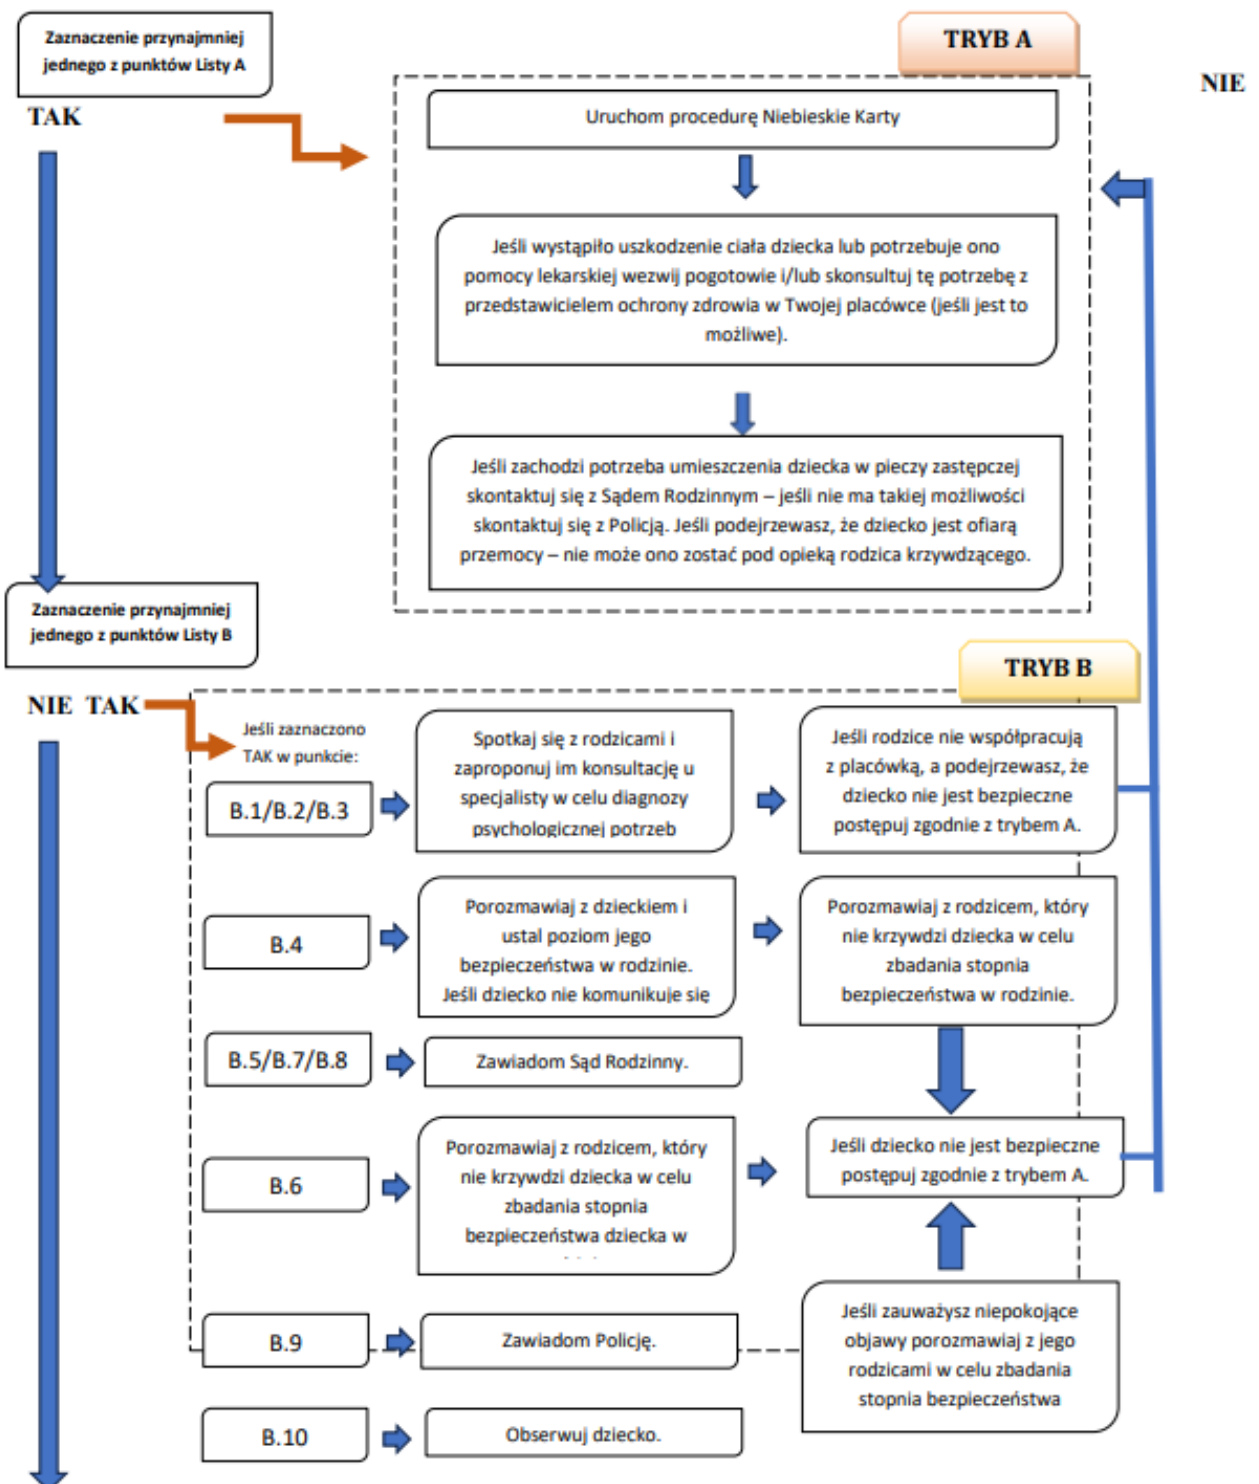 Zaznaczenie przynajmniej
jednego z punktów Listy A
TRYB A
NIE
TAK
Uruchom procedurę Niebieskie Karty
Jeśli wystąpiło uszkodzenie ciała dziecka lub potrzebuje ono
pomocy lekarskiej wezwij pogotowie i/lub skonsultuj tę potrzebę z
przedstawicielem ochrony zdrowia w Twojej placówce (jeśli jest to
możliwe).
Jeśli zachodzi potrzeba umieszczenia dziecka w pieczy zastępczej
skontaktuj się z Sądem Rodzinnym – jeśli nie ma takiej możliwości
skontaktuj się z Policją. Jeśli podejrzewasz, że dziecko jest ofiarą
przemocy – nie może ono zostać pod opieką rodzica krzywdzącego.
Zaznaczenie przynajmniej
jednego z punktów Listy B
TRYB B
NIE TAK
Jeśli zaznaczono
TAK w punkcie:
B.1/B.2/B.3
Spotkaj się z rodzicami i
zaproponuj im konsultację u
specjalisty w celu diagnozy
psychologicznej potrzeb
Jeśli rodzice nie współpracują
z placówką, a podejrzewasz, że
dziecko nie jest bezpieczne
postępuj zgodnie z trybem A.
B.4
Porozmawiaj z dzieckiem i
ustal poziom jego
bezpieczeństwa w rodzinie.
Jeśli dziecko nie komunikuje się
Porozmawiaj z rodzicem, który
nie krzywdzi dziecka w celu
zbadania stopnia
bezpieczeństwa w rodzinie.
B.5/B.7/B.8
Zawiadom Sąd Rodzinny.
B.6
Porozmawiaj z rodzicem, który
nie krzywdzi dziecka w celu
zbadania stopnia
bezpieczeństwa dziecka w
Jeśli dziecko nie jest bezpieczne
postępuj zgodnie z trybem A.
B.9
Zawiadom Policję.
Jeśli zauważysz niepokojące
objawy porozmawiaj z jego
rodzicami w celu zbadania
stopnia bezpieczeństwa
B.10
Obserwuj dziecko.